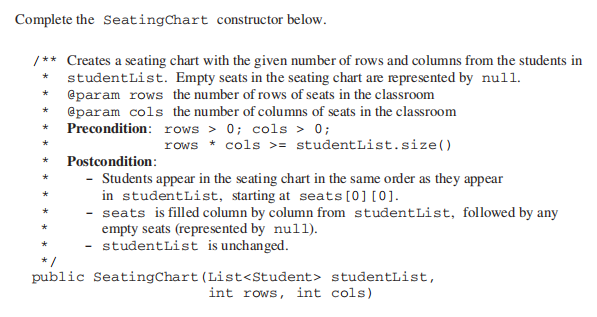 Complete the SeatingChart constructor below.
/** Creates a seating chart with the given number of rows and columns from the students in
* studentList. Empty seats in the seating chart are represented by null.
* @param rows the number of rows of seats in the classroom
* @param cols the number of columns of seats in the classroom
* Precondition: rows > 0; cols > 0;
* rows * cols >= studentList.size()
* Postcondition:
* - Students appear in the seating chart in the same order as they appear
* in studentList, starting at seats[0][0].
* - seats is filled column by column from studentList, followed by any
* empty seats (represented by null).
* - studentList is unchanged.
*/
public SeatingChart(List<Student> studentList,
int rows, int cols)